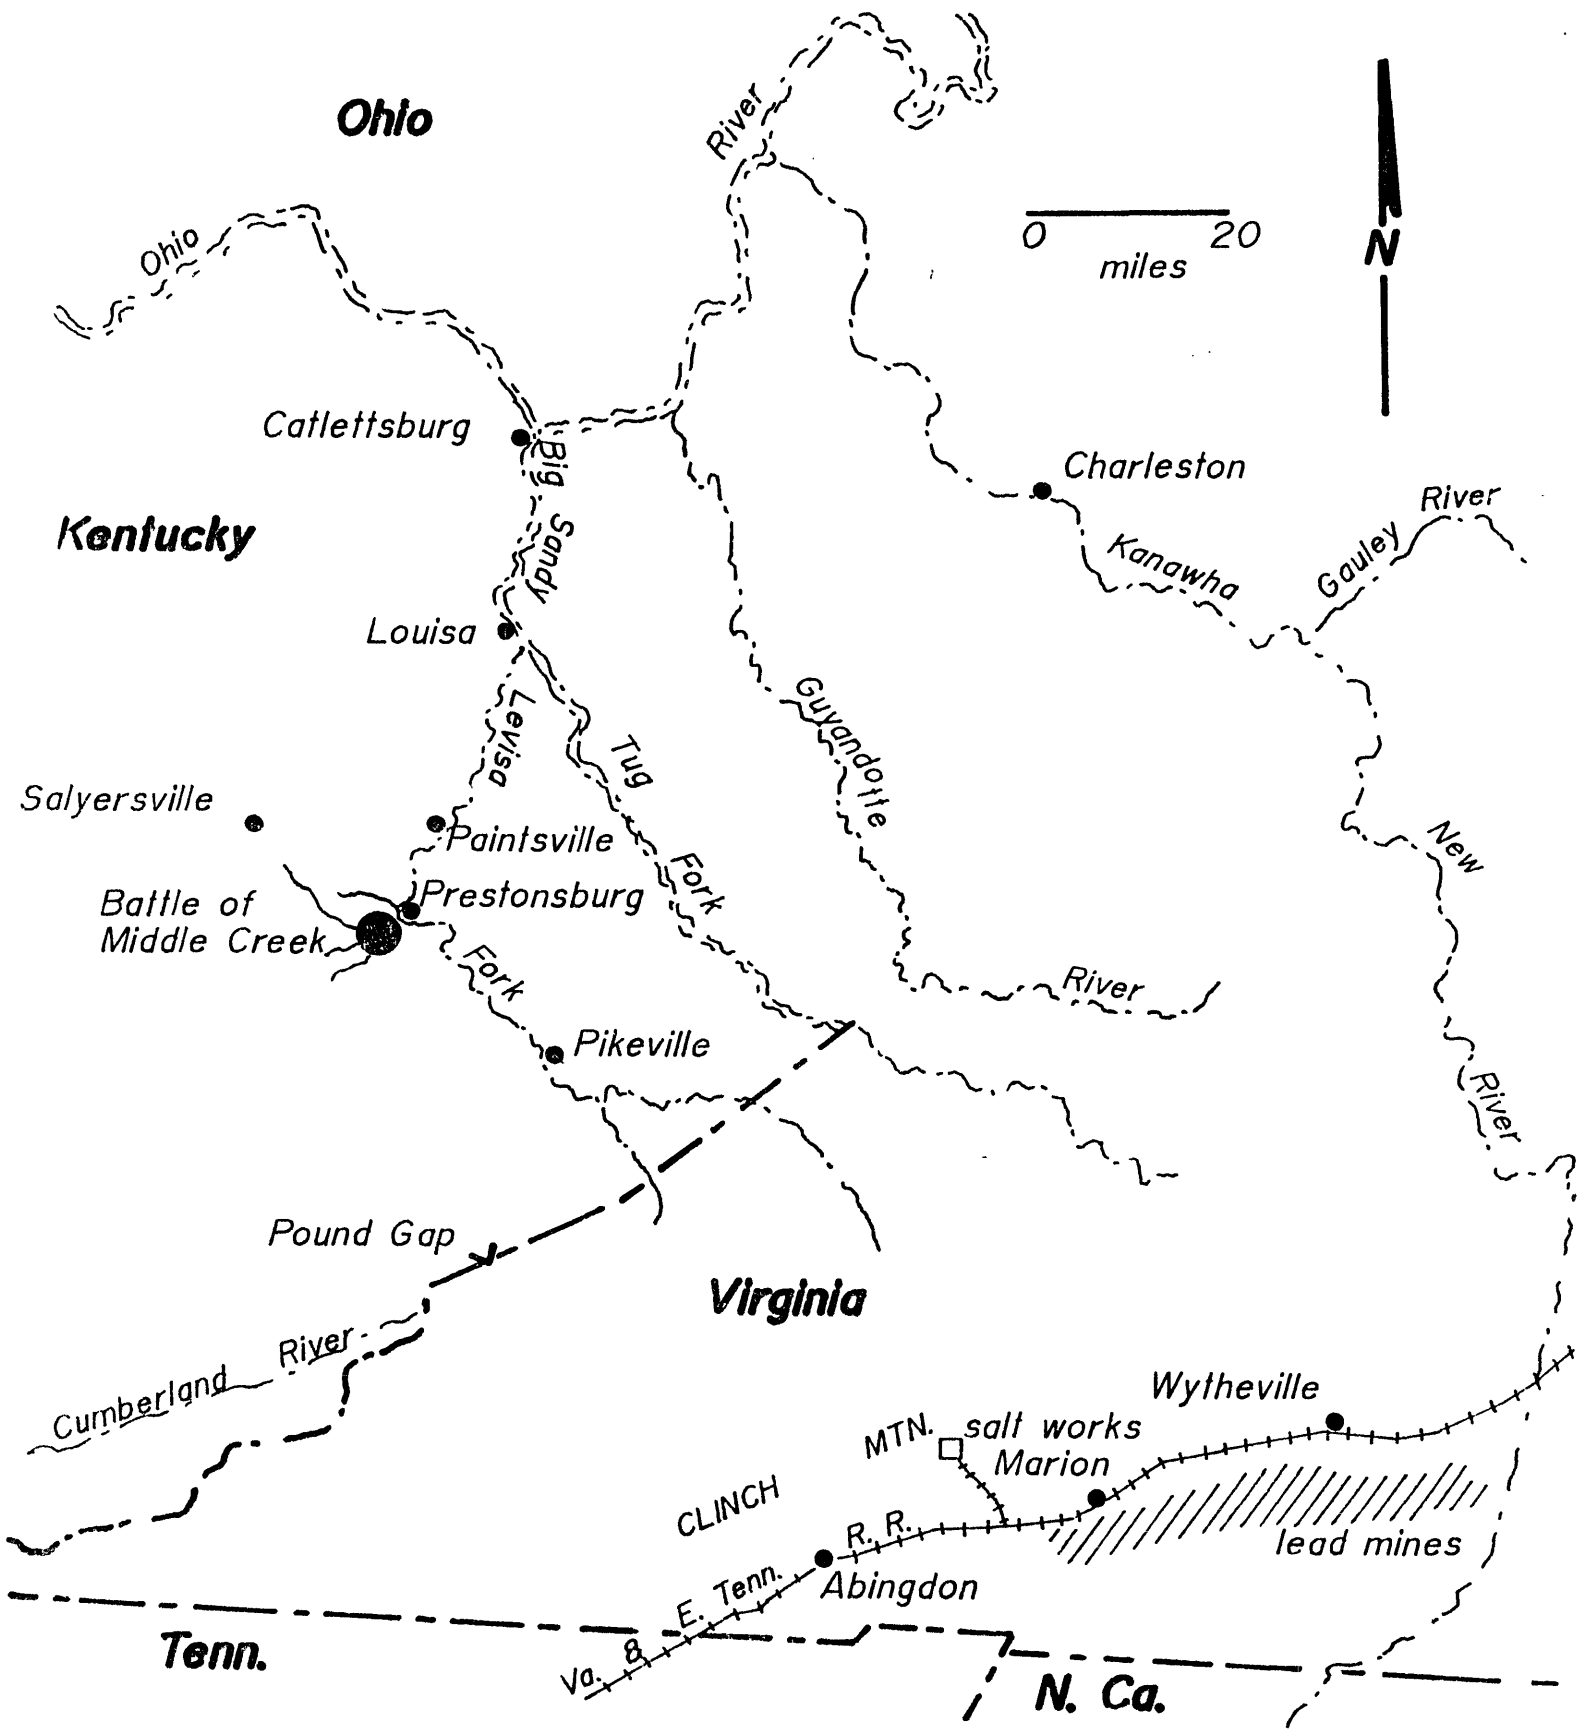 Ohio
River
Ohio
0 20
miles
N
Catlettsburg
Big Sandy
Charleston
Kentucky
Gauley River
Kanawha
Louisa
Levisa
Tug
Guyandotte
Salyersville
Paintsville
New
Prestonsburg
Fork
Battle of
Middle Creek
Fork
River
Pikeville
River
Pound Gap
Virginia
Cumberland River
Wytheville
MTN.
salt works
Marion
CLINCH
R. R.
lead mines
Abingdon
Va. & E. Tenn.
Tenn.
N. Ca.